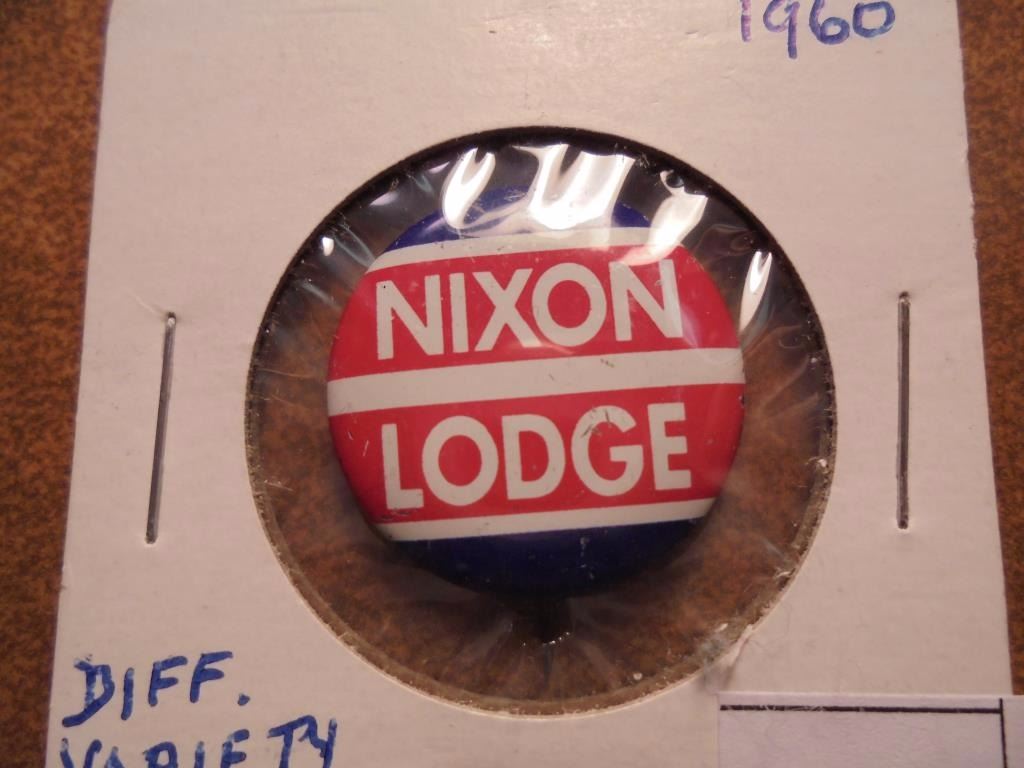 1960
NIXON
LODGE
DIFF.
VARIETY